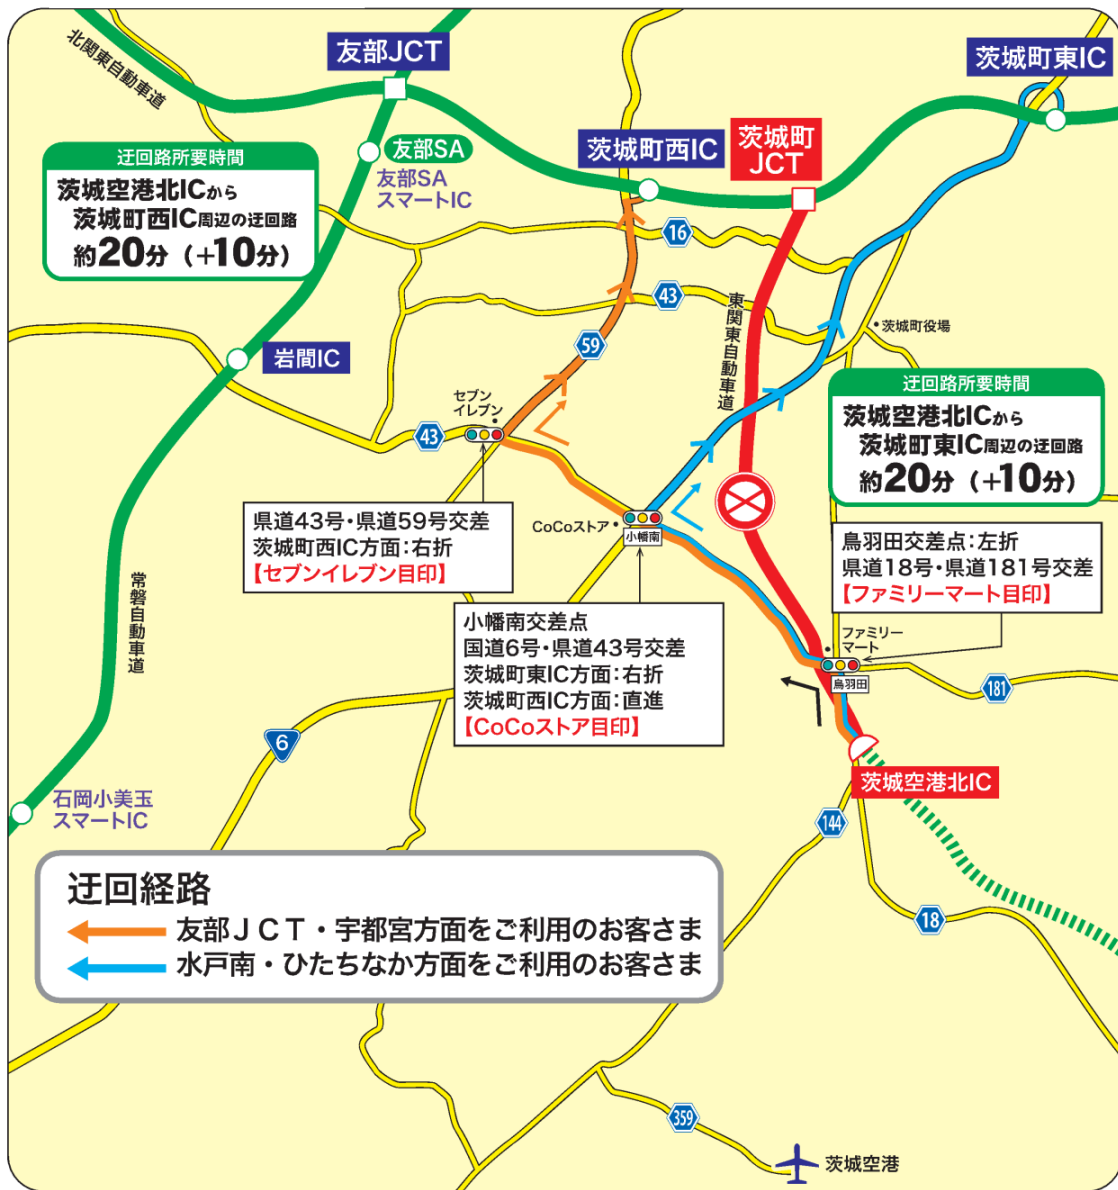 北関東自動車道
友部JCT
茨城町東IC
茨城町西IC
茨城町
JCT
友部SA
友部SA
スマートIC
迂回路所要時間
茨城空港北ICから
茨城町西IC周辺の迂回路
約20分（+10分）
16
43
59
東関東自動車道
茨城町役場
岩間IC
セブン
イレブン
43
迂回路所要時間
茨城空港北ICから
茨城町東IC周辺の迂回路
約20分（+10分）
県道43号・県道59号交差
茨城町西IC方面：右折
【セブンイレブン目印】
CoCoストア
小幡南
鳥羽田交差点：左折
県道18号・県道181号交差
【ファミリーマート目印】
常磐自動車道
小幡南交差点
国道6号・県道43号交差
茨城町東IC方面：右折
茨城町西IC方面：直進
【CoCoストア目印】
ファミリー
マート
鳥羽田
181
6
茨城空港北IC
石岡小美玉
スマートIC
144
18
迂回経路
友部ＪＣＴ・宇都宮方面をご利用のお客さま
水戸南・ひたちなか方面をご利用のお客さま
359
茨城空港